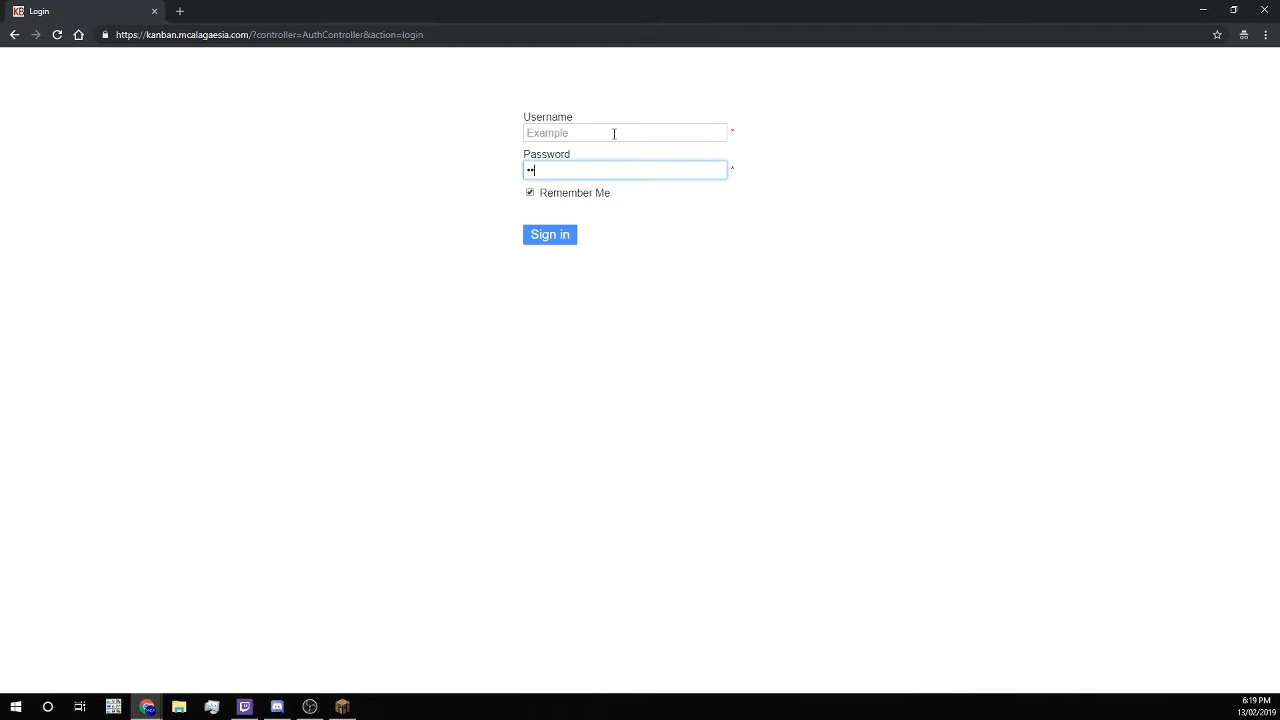 KB Login
https://kanban.mcalagaesia.com/?controller=AuthController&action=login
Username
Example
*
Password
••
*
Remember Me
Sign in
6:19 PM
13/02/2019